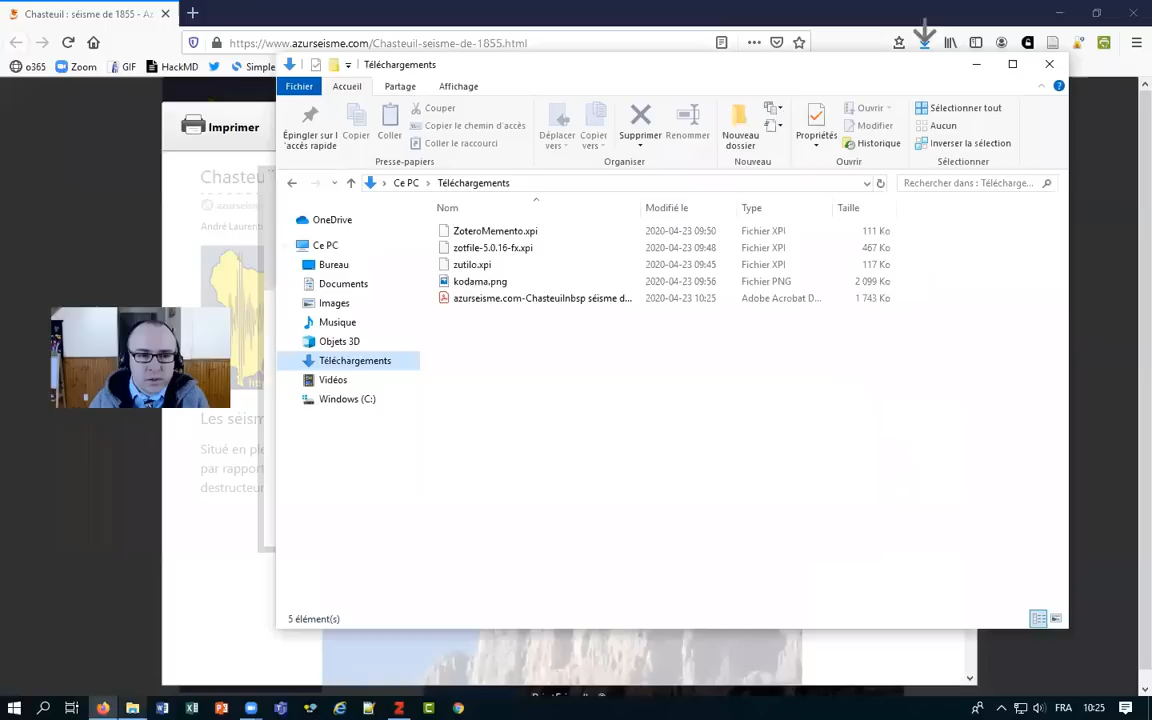 Chasteuil : séisme de 1855 - Az
https://www.azurseisme.com/Chasteuil-seisme-de-1855.html
o365
Zoom
GIF
HackMD
Simple
Téléchargements
Fichier
Accueil
Partage
Affichage
Imprimer
Épingler sur l'
accès rapide
Copier
Coller
Couper
Copier le chemin d'accès
Coller le raccourci
Déplacer
vers
Copier
vers
Supprimer
Renommer
Nouveau
dossier
Propriétés
Ouvrir
Modifier
Historique
Sélectionner tout
Aucun
Inverser la sélection
Presse-papiers
Organiser
Nouveau
Ouvrir
Sélectionner
Ce PC
Téléchargements
Rechercher dans : Télécharge...
Nom
Modifié le
Type
Taille
ZoteroMemento.xpi 2020-04-23 09:50 Fichier XPI 111 Ko
zotfile-5.0.16-fx.xpi 2020-04-23 09:48 Fichier XPI 467 Ko
zutilo.xpi 2020-04-23 09:45 Fichier XPI 117 Ko
kodama.png 2020-04-23 09:56 Fichier PNG 2 099 Ko
azurseisme.com-Chasteuilnbsp séisme d... 2020-04-23 10:25 Adobe Acrobat D... 1 743 Ko
OneDrive
Ce PC
Bureau
Documents
Images
Musique
Objets 3D
Téléchargements
Vidéos
Windows (C:)
5 élément(s)
Chasteu
azurseisme
André Laurent
Les séism
Situé en ple
par rapport
destructeur
FRA
10:25